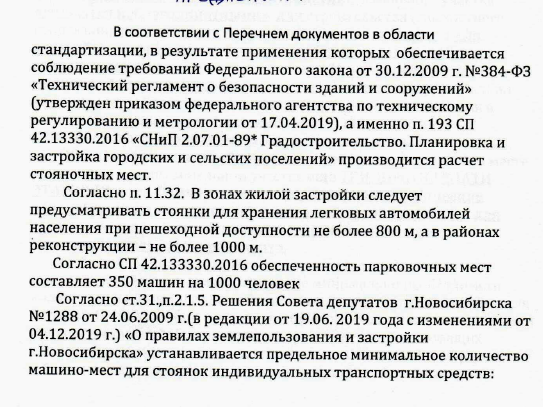 В соответствии с Перечнем документов в области
стандартизации, в результате применения которых обеспечивается
соблюдение требований Федерального закона от 30.12.2009 г. №384-ФЗ
«Технический регламент о безопасности зданий и сооружений»
(утвержден приказом федерального агентства по техническому
регулированию и метрологии от 17.04.2019), а именно п. 193 СП
42.13330.2016 «СНиП 2.07.01-89* Градостроительство. Планировка и
застройка городских и сельских поселений» производится расчет
стояночных мест.
Согласно п. 11.32. В зонах жилой застройки следует
предусматривать стоянки для хранения легковых автомобилей
населения при пешеходной доступности не более 800 м, а в районах
реконструкции – не более 1000 м.
Согласно СП 42.133330.2016 обеспеченность парковочных мест
составляет 350 машин на 1000 человек
Согласно ст.31.,п.2.1.5. Решения Совета депутатов г.Новосибирска
№1288 от 24.06.2009 г.(в редакции от 19.06. 2019 года с изменениями от
04.12.2019 г.) «О правилах землепользования и застройки
г.Новосибирска» устанавливается предельное минимальное количество
машино-мест для стоянок индивидуальных транспортных средств: